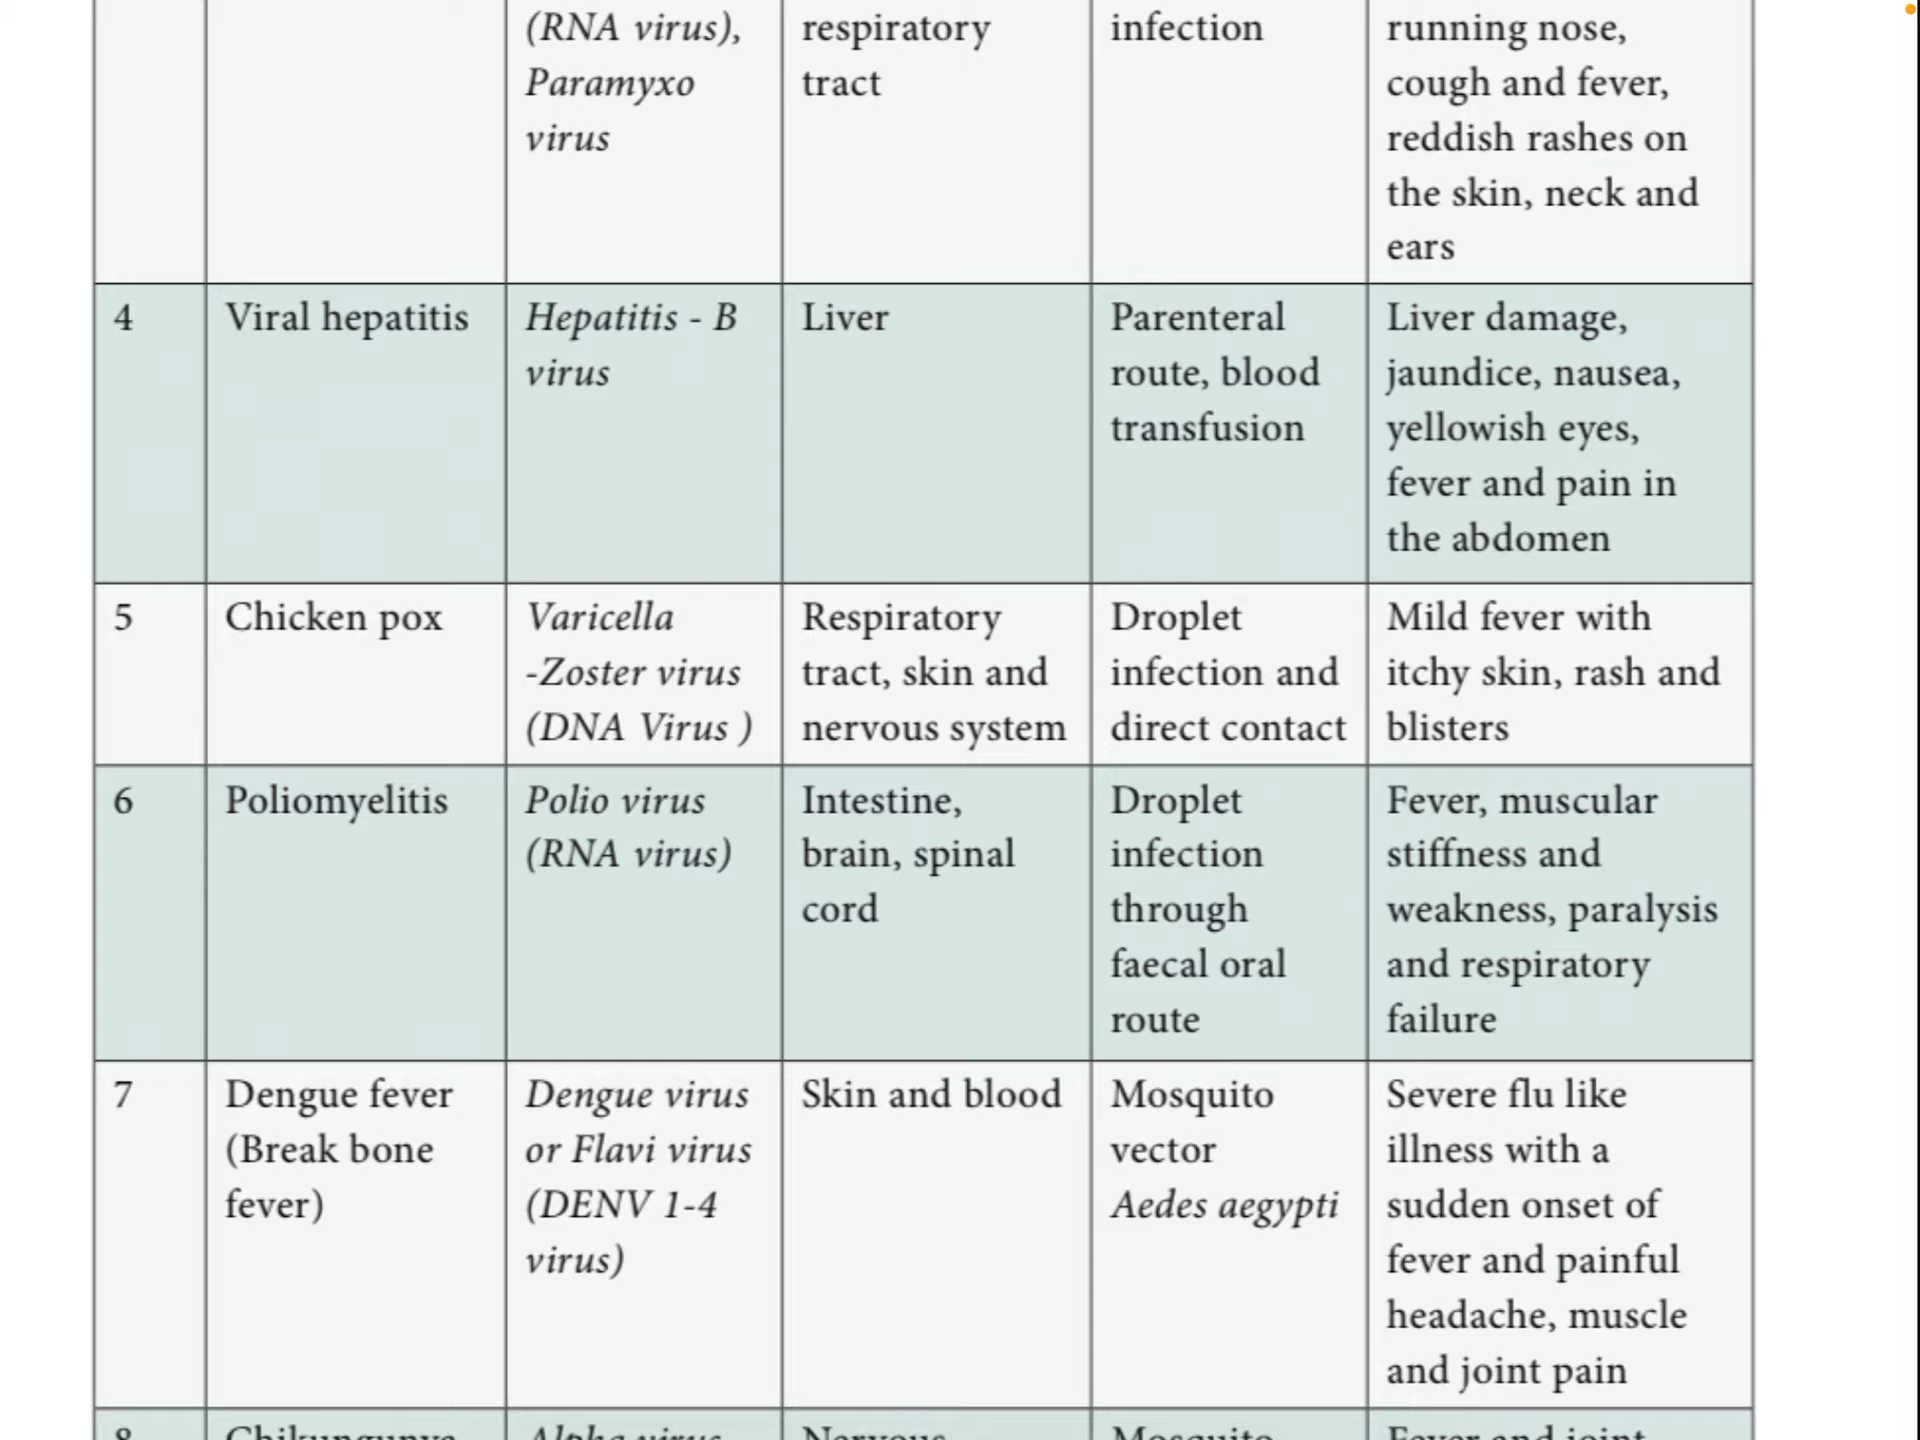 (RNA virus),
Paramyxo
virus
respiratory
tract
infection
running nose,
cough and fever,
reddish rashes on
the skin, neck and
ears
4
Viral hepatitis
Hepatitis - B
virus
Liver
Parenteral
route, blood
transfusion
Liver damage,
jaundice, nausea,
yellowish eyes,
fever and pain in
the abdomen
5
Chicken pox
Varicella
-Zoster virus
(DNA Virus )
Respiratory
tract, skin and
nervous system
Droplet
infection and
direct contact
Mild fever with
itchy skin, rash and
blisters
6
Poliomyelitis
Polio virus
(RNA virus)
Intestine,
brain, spinal
cord
Droplet
infection
through
faecal oral
route
Fever, muscular
stiffness and
weakness, paralysis
and respiratory
failure
7
Dengue fever
(Break bone
fever)
Dengue virus
or Flavi virus
(DENV 1-4
virus)
Skin and blood
Mosquito
vector
Aedes aegypti
Severe flu like
illness with a
sudden onset of
fever and painful
headache, muscle
and joint pain
8
Chikungunya
Alpha virus
Nervous
Mosquito
Fever and joint